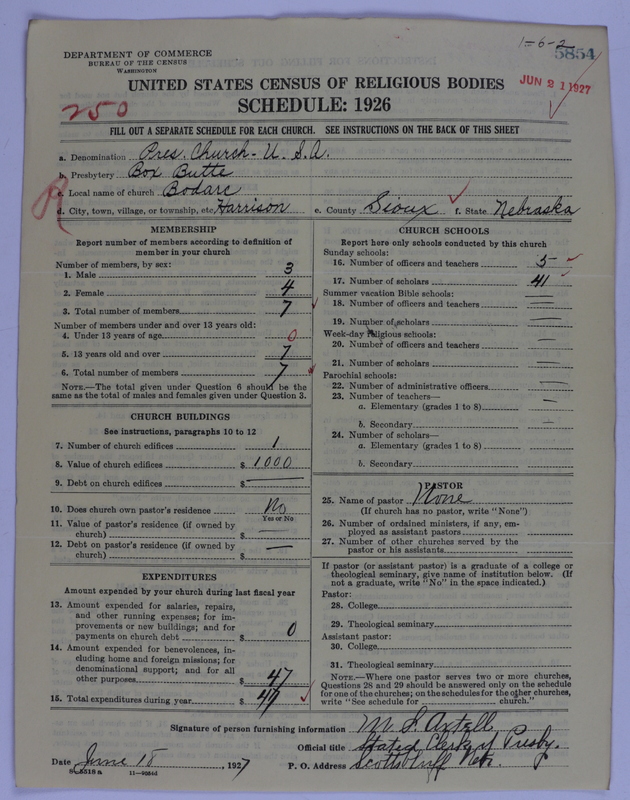 1-6-2
5854
DEPARTMENT OF COMMERCE
BUREAU OF THE CENSUS
WASHINGTON
UNITED STATES CENSUS OF RELIGIOUS BODIES
JUN 21 1927
250
SCHEDULE: 1926
FILL OUT A SEPARATE SCHEDULE FOR EACH CHURCH. SEE INSTRUCTIONS ON THE BACK OF THIS SHEET
a. Denomination Pres. Church - U.S.A.
b. Presbytery Box Butte
c. Local name of church Bodarc
R
d. City, town, village, or township, etc. Harrison e. County Sioux f. State Nebraska
MEMBERSHIP
Report number of members according to definition of
member in your church
Number of members, by sex:
1. Male 3
2. Female 4
3. Total number of members 7
Number of members under and over 13 years old:
4. Under 13 years of age 0
5. 13 years old and over 7
6. Total number of members 7
NOTE.—The total given under Question 6 should be the
same as the total of males and females given under Question 3.
CHURCH BUILDINGS
See instructions, paragraphs 10 to 12
7. Number of church edifices 1
8. Value of church edifices $ 1000
9. Debt on church edifices $ —
10. Does church own pastor's residence No
Yes or No
11. Value of pastor's residence (if owned by
church) $ —
12. Debt on pastor's residence (if owned by
church) $ —
EXPENDITURES
Amount expended by your church during last fiscal year
13. Amount expended for salaries, repairs,
and other running expenses; for im-
provements or new buildings; and for
payments on church debt $ 0
14. Amount expended for benevolences, in-
cluding home and foreign missions; for
denominational support; and for all
other purposes $ 47
15. Total expenditures during year $ 47
CHURCH SCHOOLS
Report here only schools conducted by this church
Sunday schools:
16. Number of officers and teachers 5
17. Number of scholars 41
Summer vacation Bible schools:
18. Number of officers and teachers —
19. Number of scholars —
Week-day religious schools:
20. Number of officers and teachers —
21. Number of scholars —
Parochial schools:
22. Number of administrative officers —
23. Number of teachers—
a. Elementary (grades 1 to 8) —
b. Secondary —
24. Number of scholars—
a. Elementary (grades 1 to 8)
b. Secondary
PASTOR
25. Name of pastor None
(If church has no pastor, write "None")
26. Number of ordained ministers, if any, em-
ployed as assistant pastors
27. Number of other churches served by the
pastor or his assistants
If pastor (or assistant pastor) is a graduate of a college or
theological seminary, give name of institution below. (If
not a graduate, write "No" in the space indicated.)
Pastor:
28. College
29. Theological seminary
Assistant pastor:
30. College
31. Theological seminary
NOTE.—Where one pastor serves two or more churches,
Questions 28 and 29 should be answered only on the schedule
for one of the churches; on the schedules for the other churches,
write "See schedule for church."
Signature of person furnishing information M. L. Axtell
Official title Stated Clerk of Presby.
Date June 18, 1927 P. O. Address Scottsbluff Neb.
11—9034d